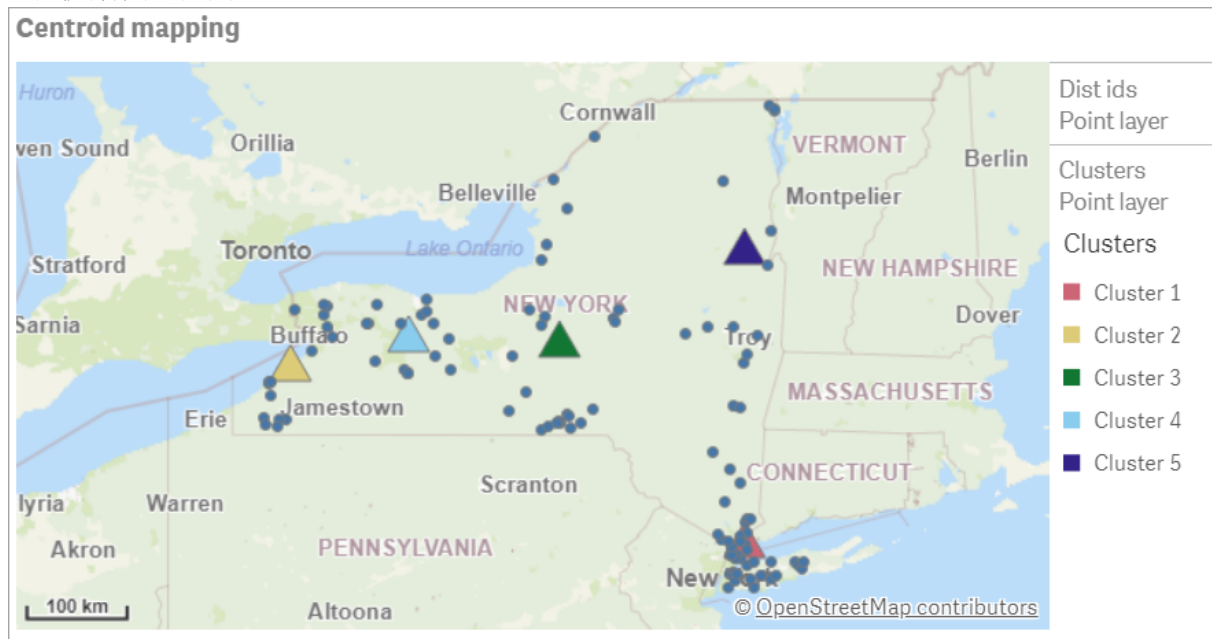 Centroid mapping
Huron
Cornwall
Orillia
VERMONT
Berlin
wen Sound
Belleville
Montpelier
Toronto
Lake Ontario
Stratford
NEW HAMPSHIRE
NEW YORK
Dover
Sarnia
Buffalo
Troy
MASSACHUSETTS
Jamestown
Erie
CONNECTICUT
Scranton
lyria
Warren
Akron
PENNSYLVANIA
New York
100 km
Altoona
© OpenStreetMap contributors
Dist ids
Point layer
Clusters
Point layer
Clusters
Cluster 1
Cluster 2
Cluster 3
Cluster 4
Cluster 5